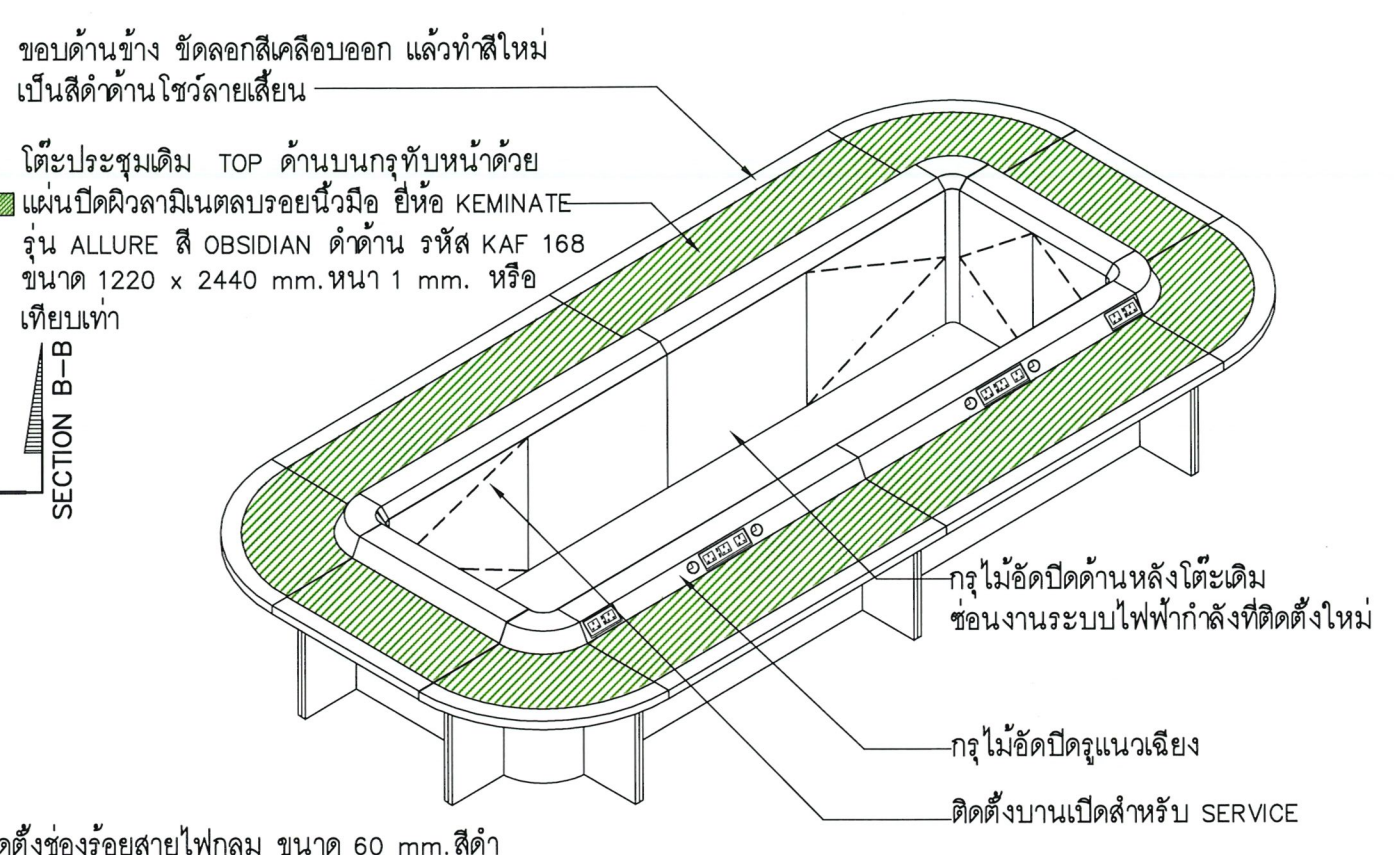 ขอบด้านข้าง ขัดลอกสีเคลือบออก แล้วทำสีใหม่
เป็นสีดำด้านโชว์ลายเสี้ยน
โต๊ะประชุมเดิม TOP ด้านบนกรุทับหน้าด้วย
แผ่นปิดผิวลามิเนตลบรอยนิ้วมือ ยี่ห้อ KEMINATE
รุ่น ALLURE สี OBSIDIAN ดำด้าน รหัส KAF 168
ขนาด 1220 x 2440 mm.หนา 1 mm. หรือ
เทียบเท่า
SECTION B-B
กรุไม้อัดปิดด้านหลังโต๊ะเดิม
ซ่อนงานระบบไฟฟ้ากำลังที่ติดตั้งใหม่
กรุไม้อัดปิดรูแนวเฉียง
ติดตั้งบานเปิดสำหรับ SERVICE
ดตั้งช่องร้อยสายไฟกลม ขนาด 60 mm.สีดำ